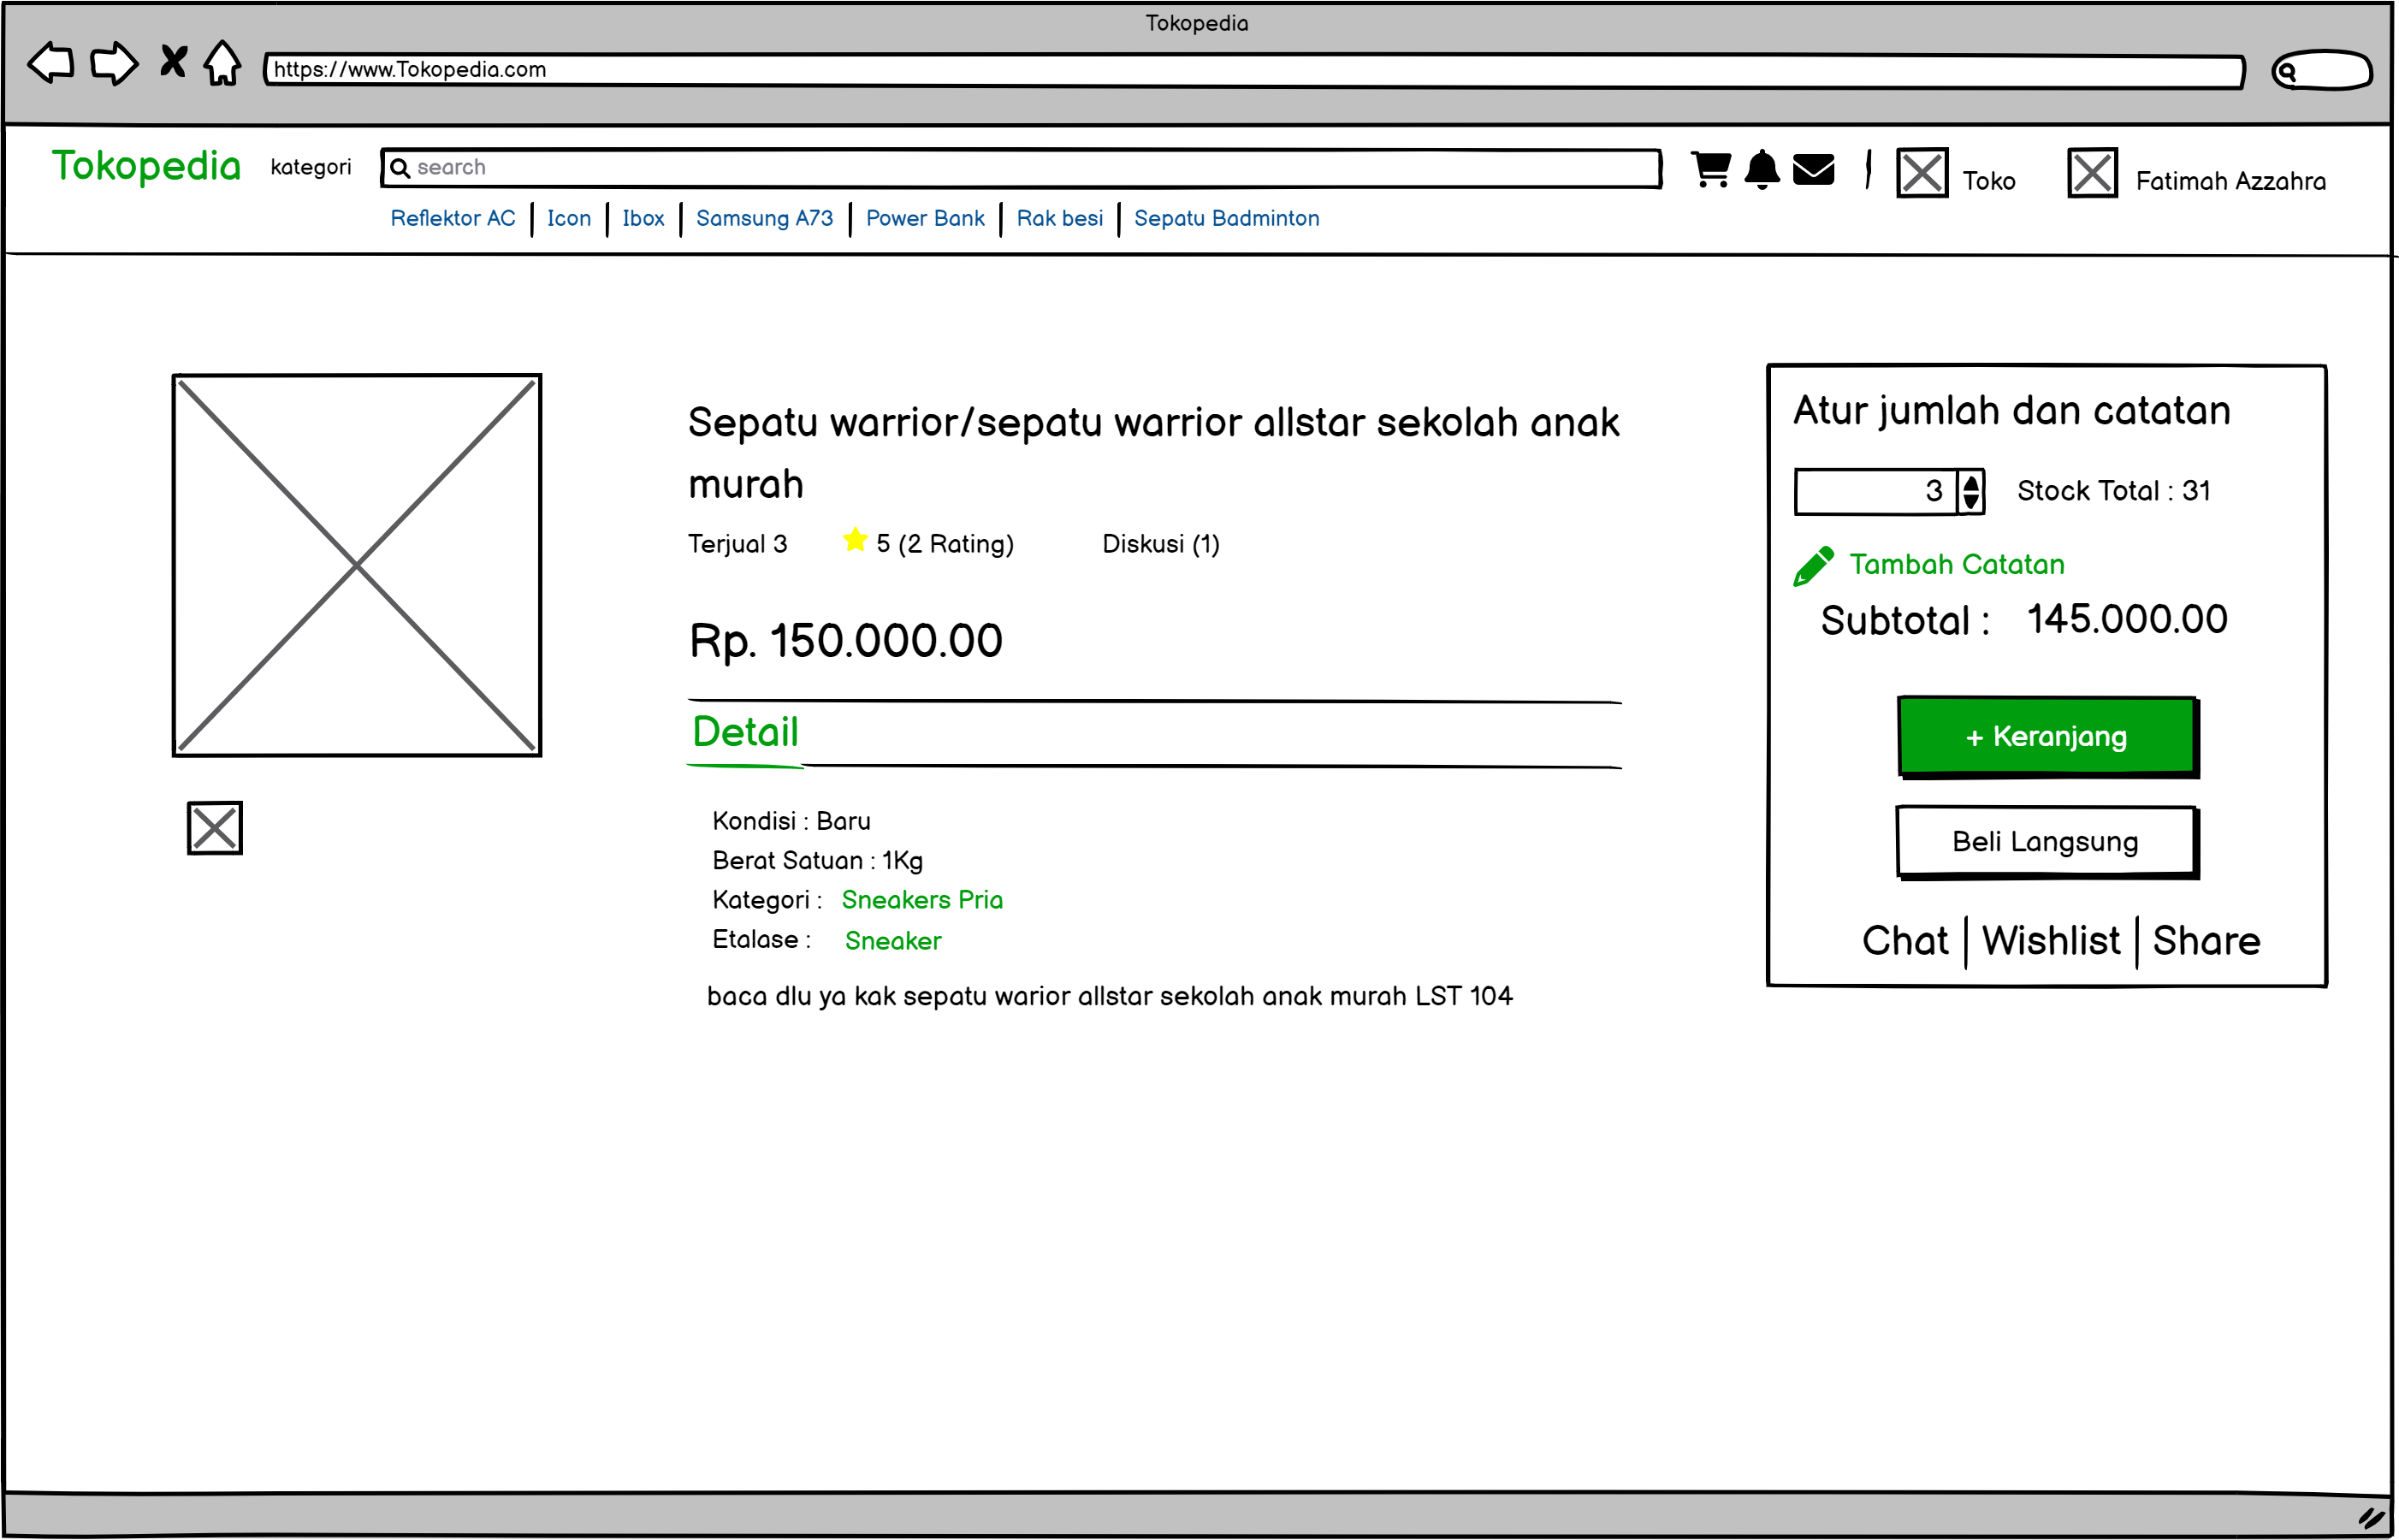 Tokopedia
https://www.Tokopedia.com
Tokopedia kategori search Toko Fatimah Azzahra
Reflektor AC Icon Ibox Samsung A73 Power Bank Rak besi Sepatu Badminton
Sepatu warrior/sepatu warrior allstar sekolah anak
murah
Terjual 3 5 (2 Rating) Diskusi (1)
Rp. 150.000.00
Detail
Kondisi : Baru
Berat Satuan : 1Kg
Kategori : Sneakers Pria
Etalase : Sneaker
baca dlu ya kak sepatu warior allstar sekolah anak murah LST 104
Atur jumlah dan catatan
3 Stock Total : 31
Tambah Catatan
Subtotal : 145.000.00
+ Keranjang
Beli Langsung
Chat Wishlist Share